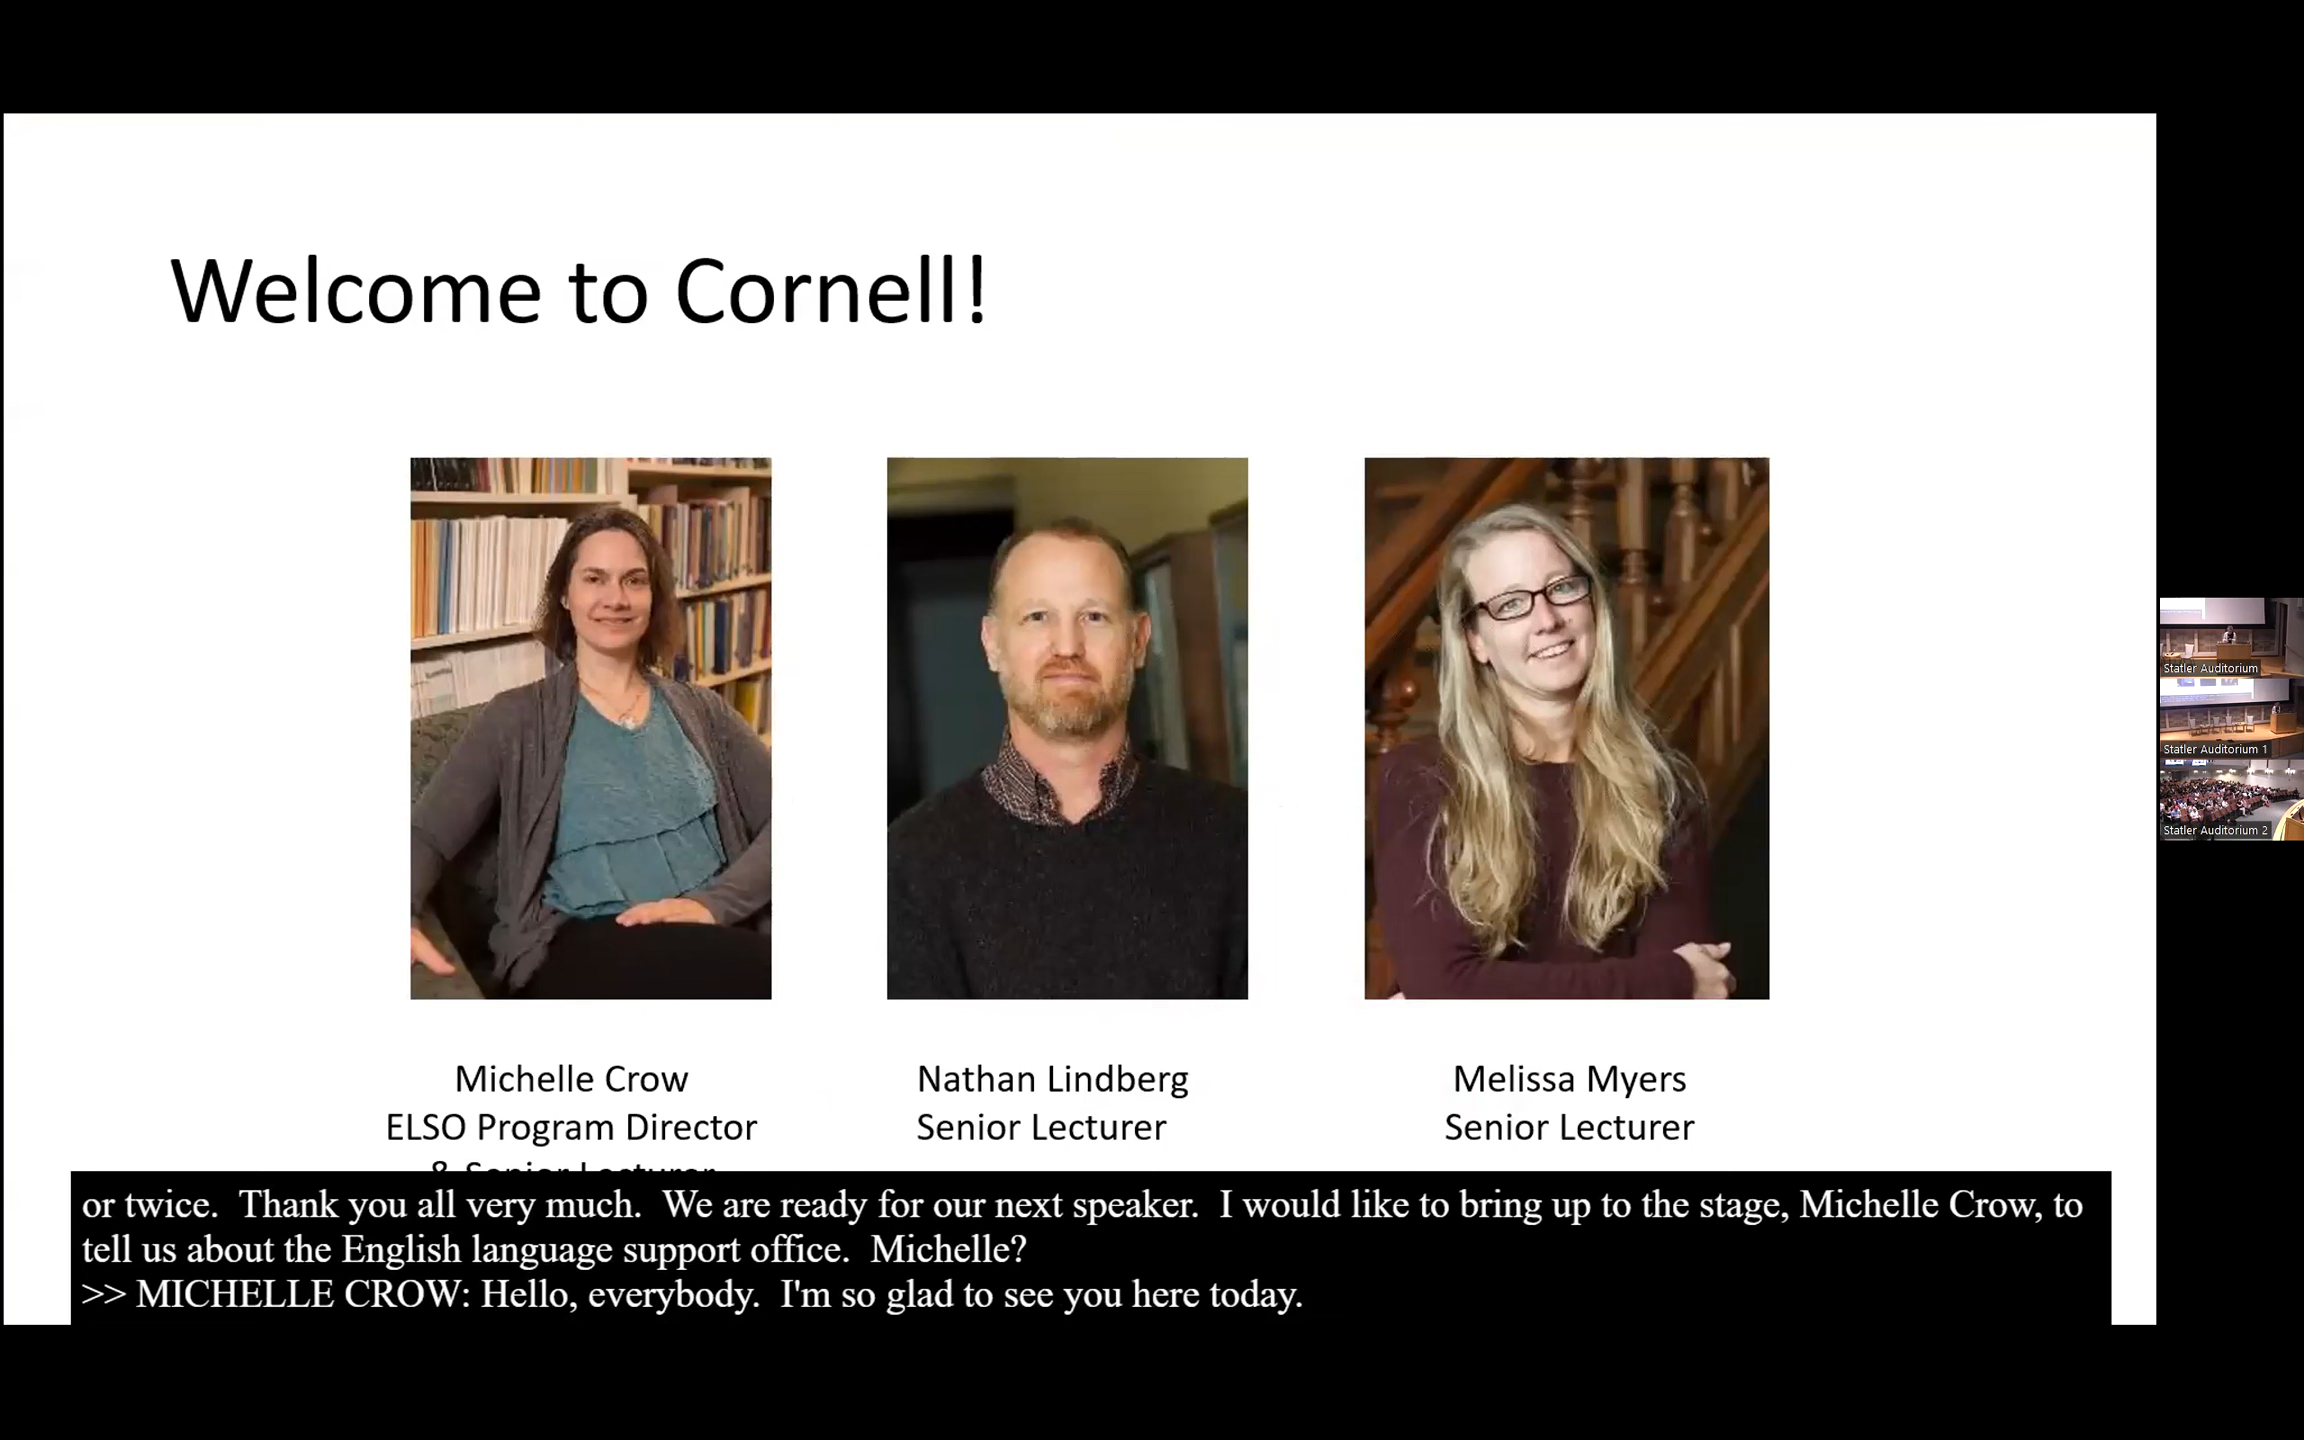 Welcome to Cornell!
Michelle Crow
ELSO Program Director
& Senior Lecturer
Nathan Lindberg
Senior Lecturer
Melissa Myers
Senior Lecturer
or twice.  Thank you all very much.  We are ready for our next speaker.  I would like to bring up to the stage, Michelle Crow, to
tell us about the English language support office.  Michelle?
>> MICHELLE CROW: Hello, everybody.  I'm so glad to see you here today.
Statler Auditorium
Statler Auditorium 1
Statler Auditorium 2